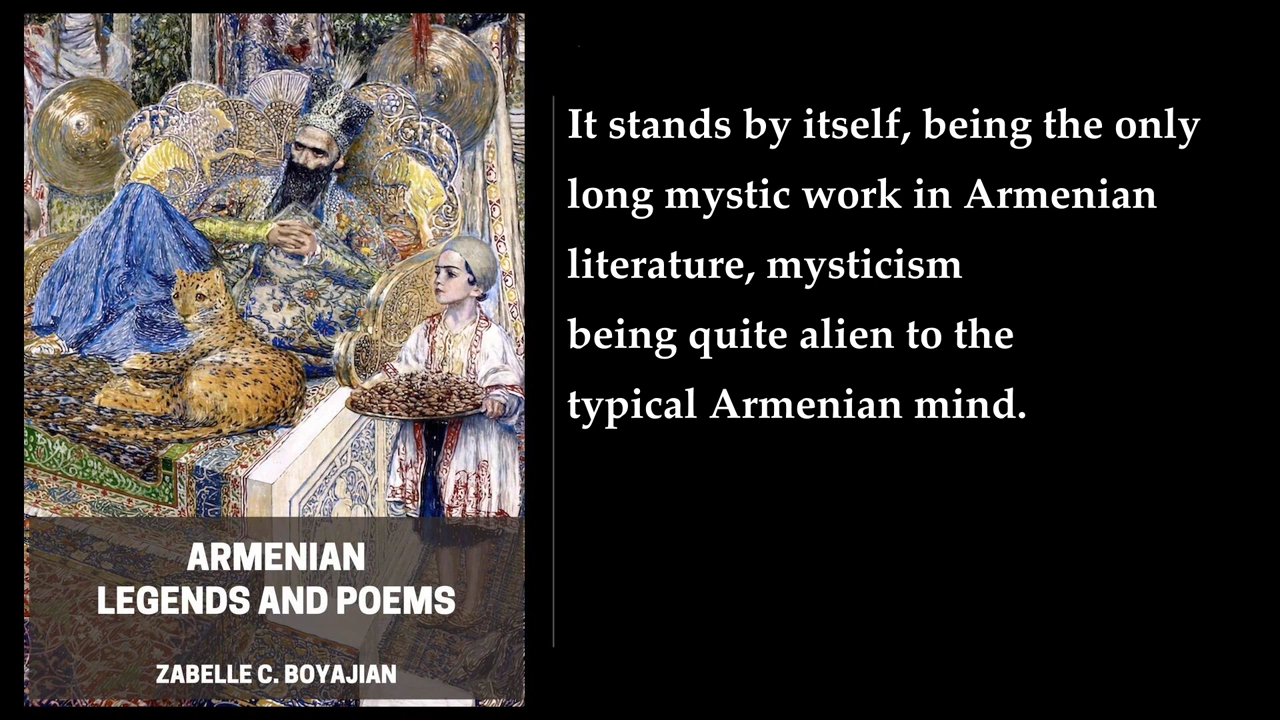 ARMENIAN
LEGENDS AND POEMS
ZABELLE C. BOYAJIAN
It stands by itself, being the only
long mystic work in Armenian
literature, mysticism
being quite alien to the
typical Armenian mind.